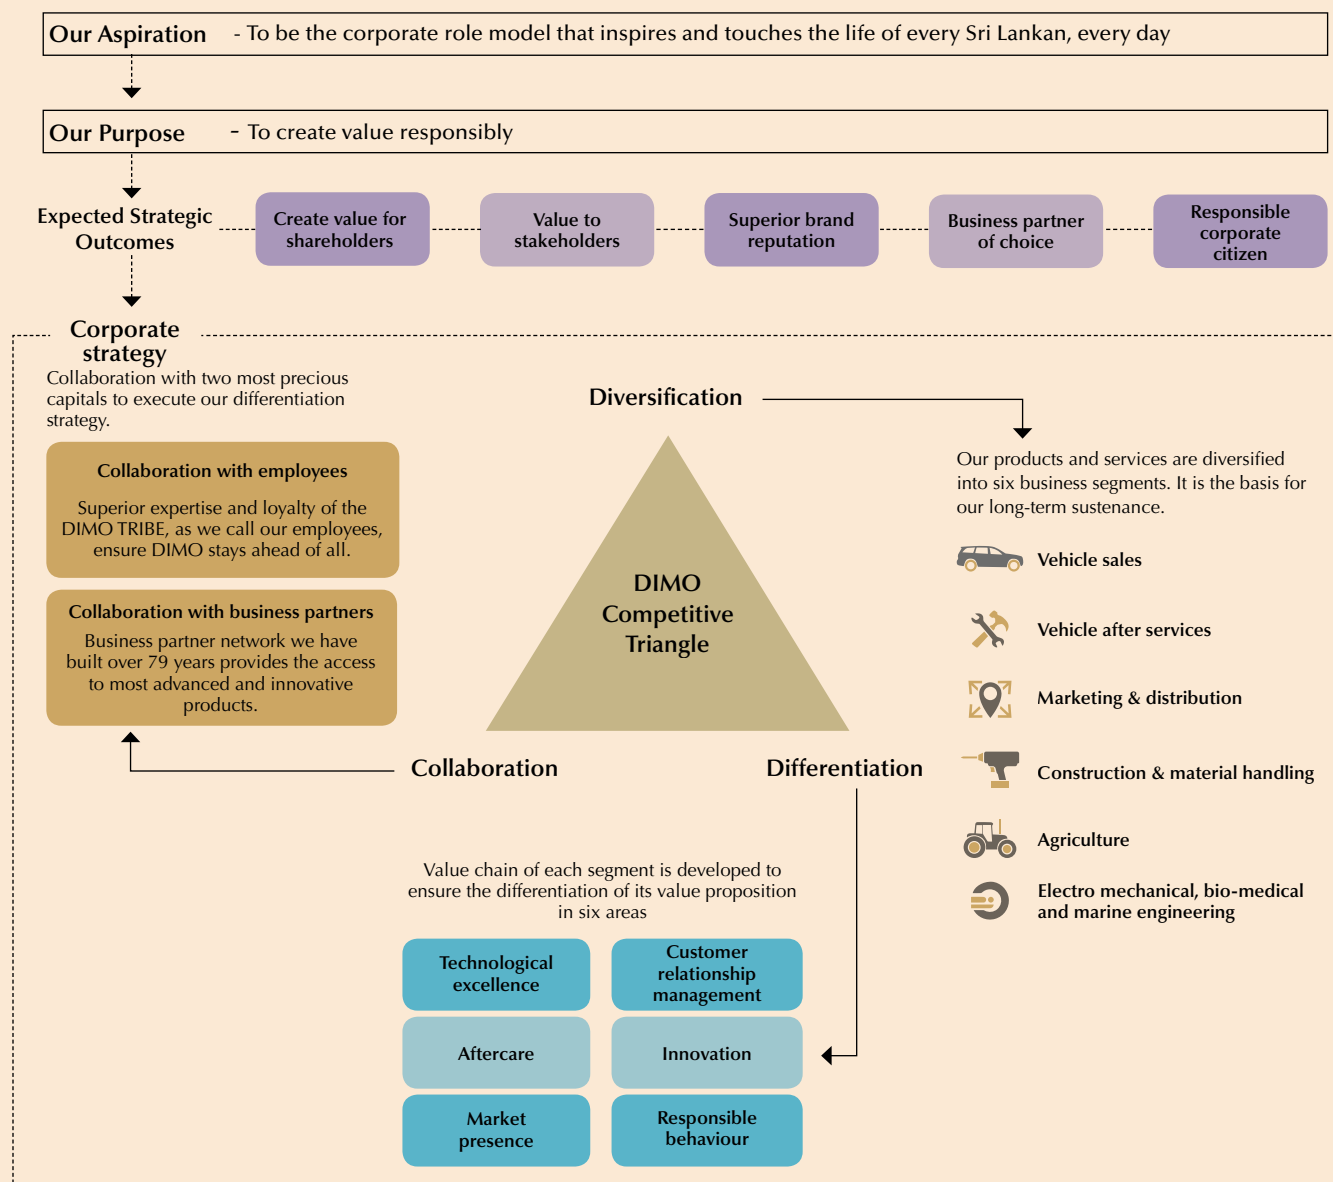 Our Aspiration - To be the corporate role model that inspires and touches the life of every Sri Lankan, every day
Our Purpose - To create value responsibly
Expected Strategic
Outcomes
Create value for
shareholders
Value to
stakeholders
Superior brand
reputation
Business partner
of choice
Responsible
corporate
citizen
Corporate
strategy
Collaboration with two most precious
capitals to execute our differentiation
strategy.
Collaboration with employees
Superior expertise and loyalty of the
DIMO TRIBE, as we call our employees,
ensure DIMO stays ahead of all.
Collaboration with business partners
Business partner network we have
built over 79 years provides the access
to most advanced and innovative
products.
Diversification
DIMO
Competitive
Triangle
Collaboration
Differentiation
Our products and services are diversified
into six business segments. It is the basis for
our long-term sustenance.
Vehicle sales
Vehicle after services
Marketing & distribution
Construction & material handling
Agriculture
Electro mechanical, bio-medical
and marine engineering
Value chain of each segment is developed to
ensure the differentiation of its value proposition
in six areas
Technological
excellence
Customer
relationship
management
Aftercare
Innovation
Market
presence
Responsible
behaviour